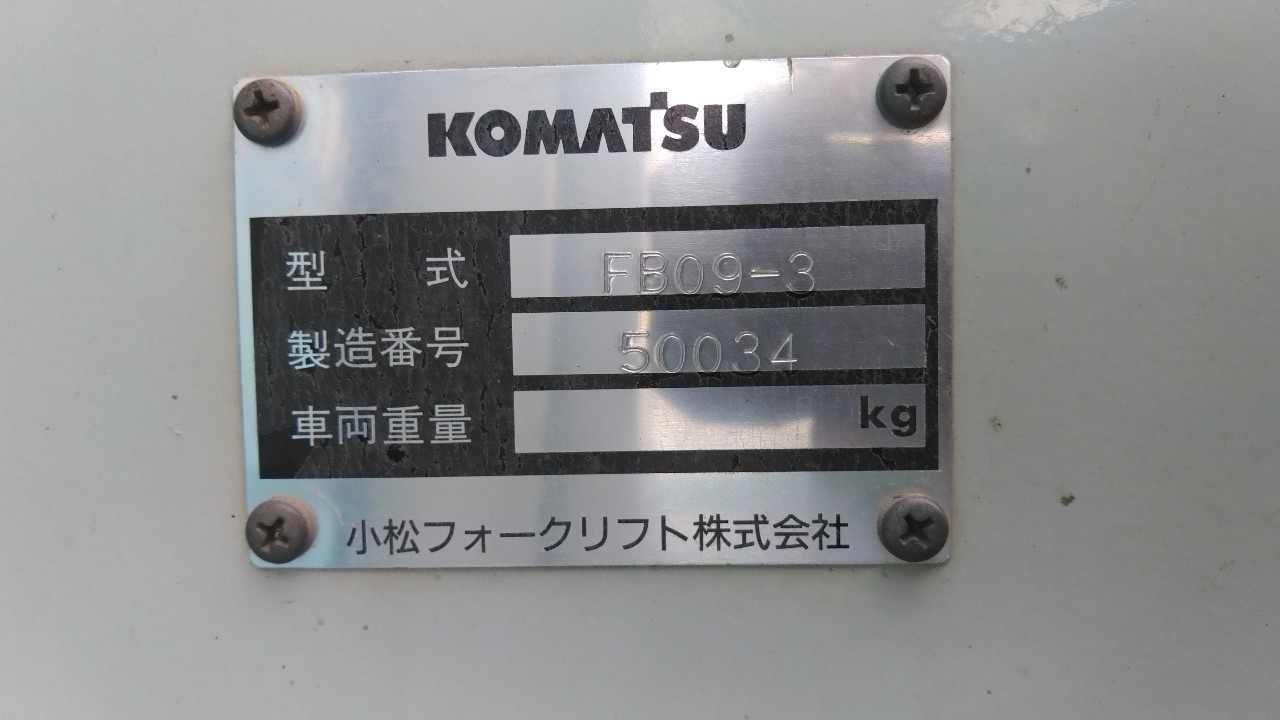 KOMATSU
型 式 FB09-3
製造番号 50034
車両重量 kg
小松フォークリフト株式会社